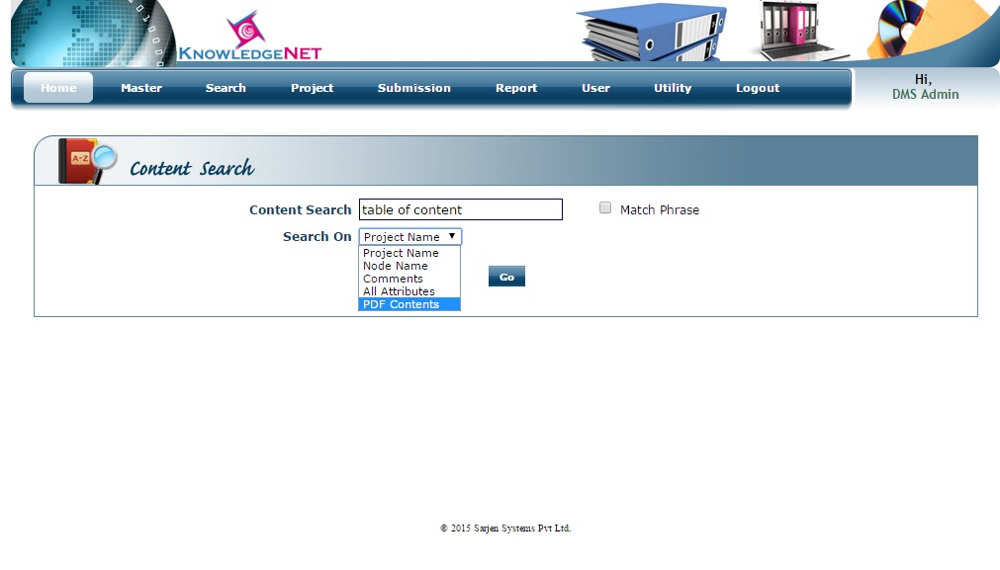 KNOWLEDGENET
Home Master Search Project Submission Report User Utility Logout
Hi,
DMS Admin
A-Z
Content Search
Content Search table of content Match Phrase
Search On Project Name
Project Name
Node Name
Comments
All Attributes
PDF Contents
Go
© 2015 Sarjen Systems Pvt Ltd.